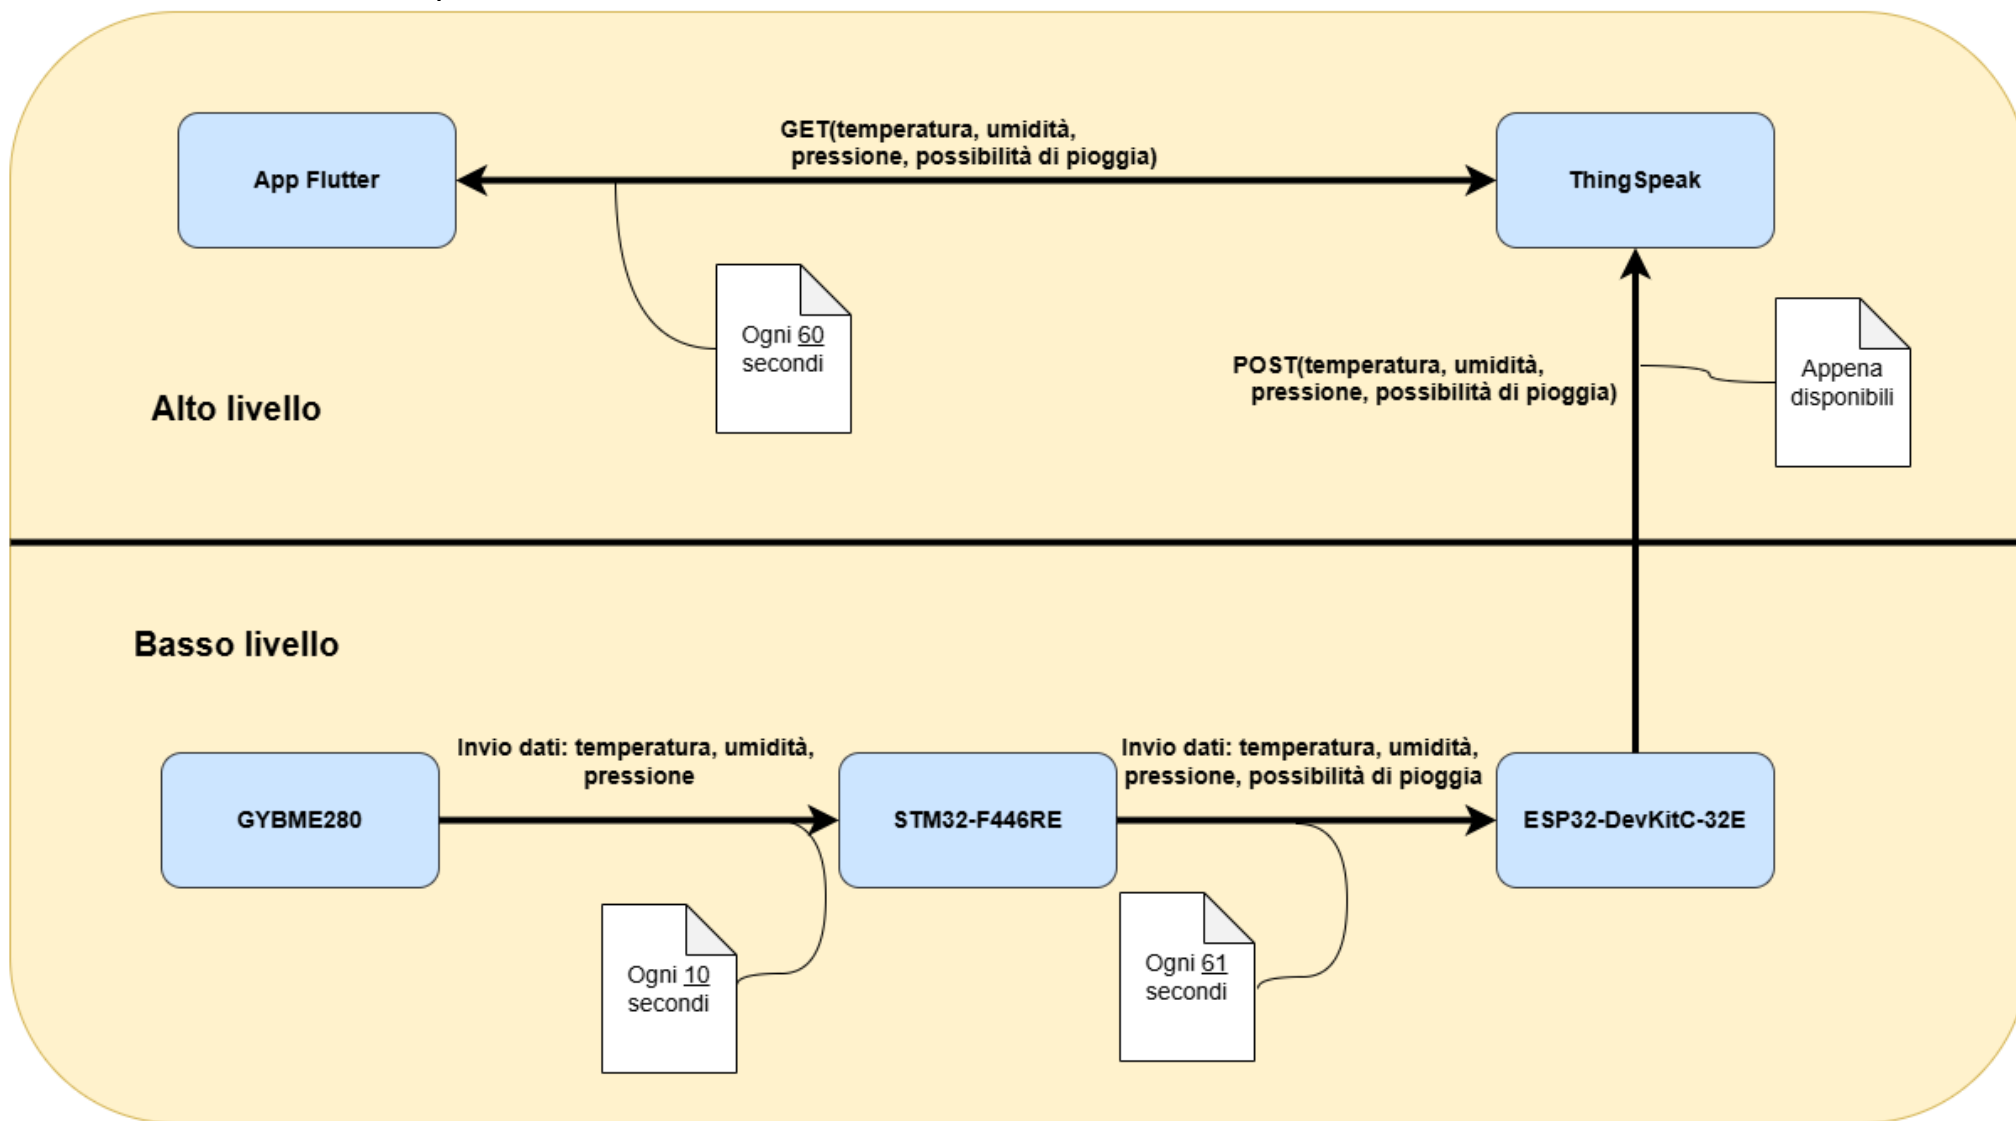 GET(temperatura, umidità,
pressione, possibilità di pioggia)
App Flutter
ThingSpeak
Ogni 60
secondi
POST(temperatura, umidità,
pressione, possibilità di pioggia)
Appena
disponibili
Alto livello
Basso livello
Invio dati: temperatura, umidità,
pressione
Invio dati: temperatura, umidità,
pressione, possibilità di pioggia
GYBME280
STM32-F446RE
ESP32-DevKitC-32E
Ogni 10
secondi
Ogni 61
secondi